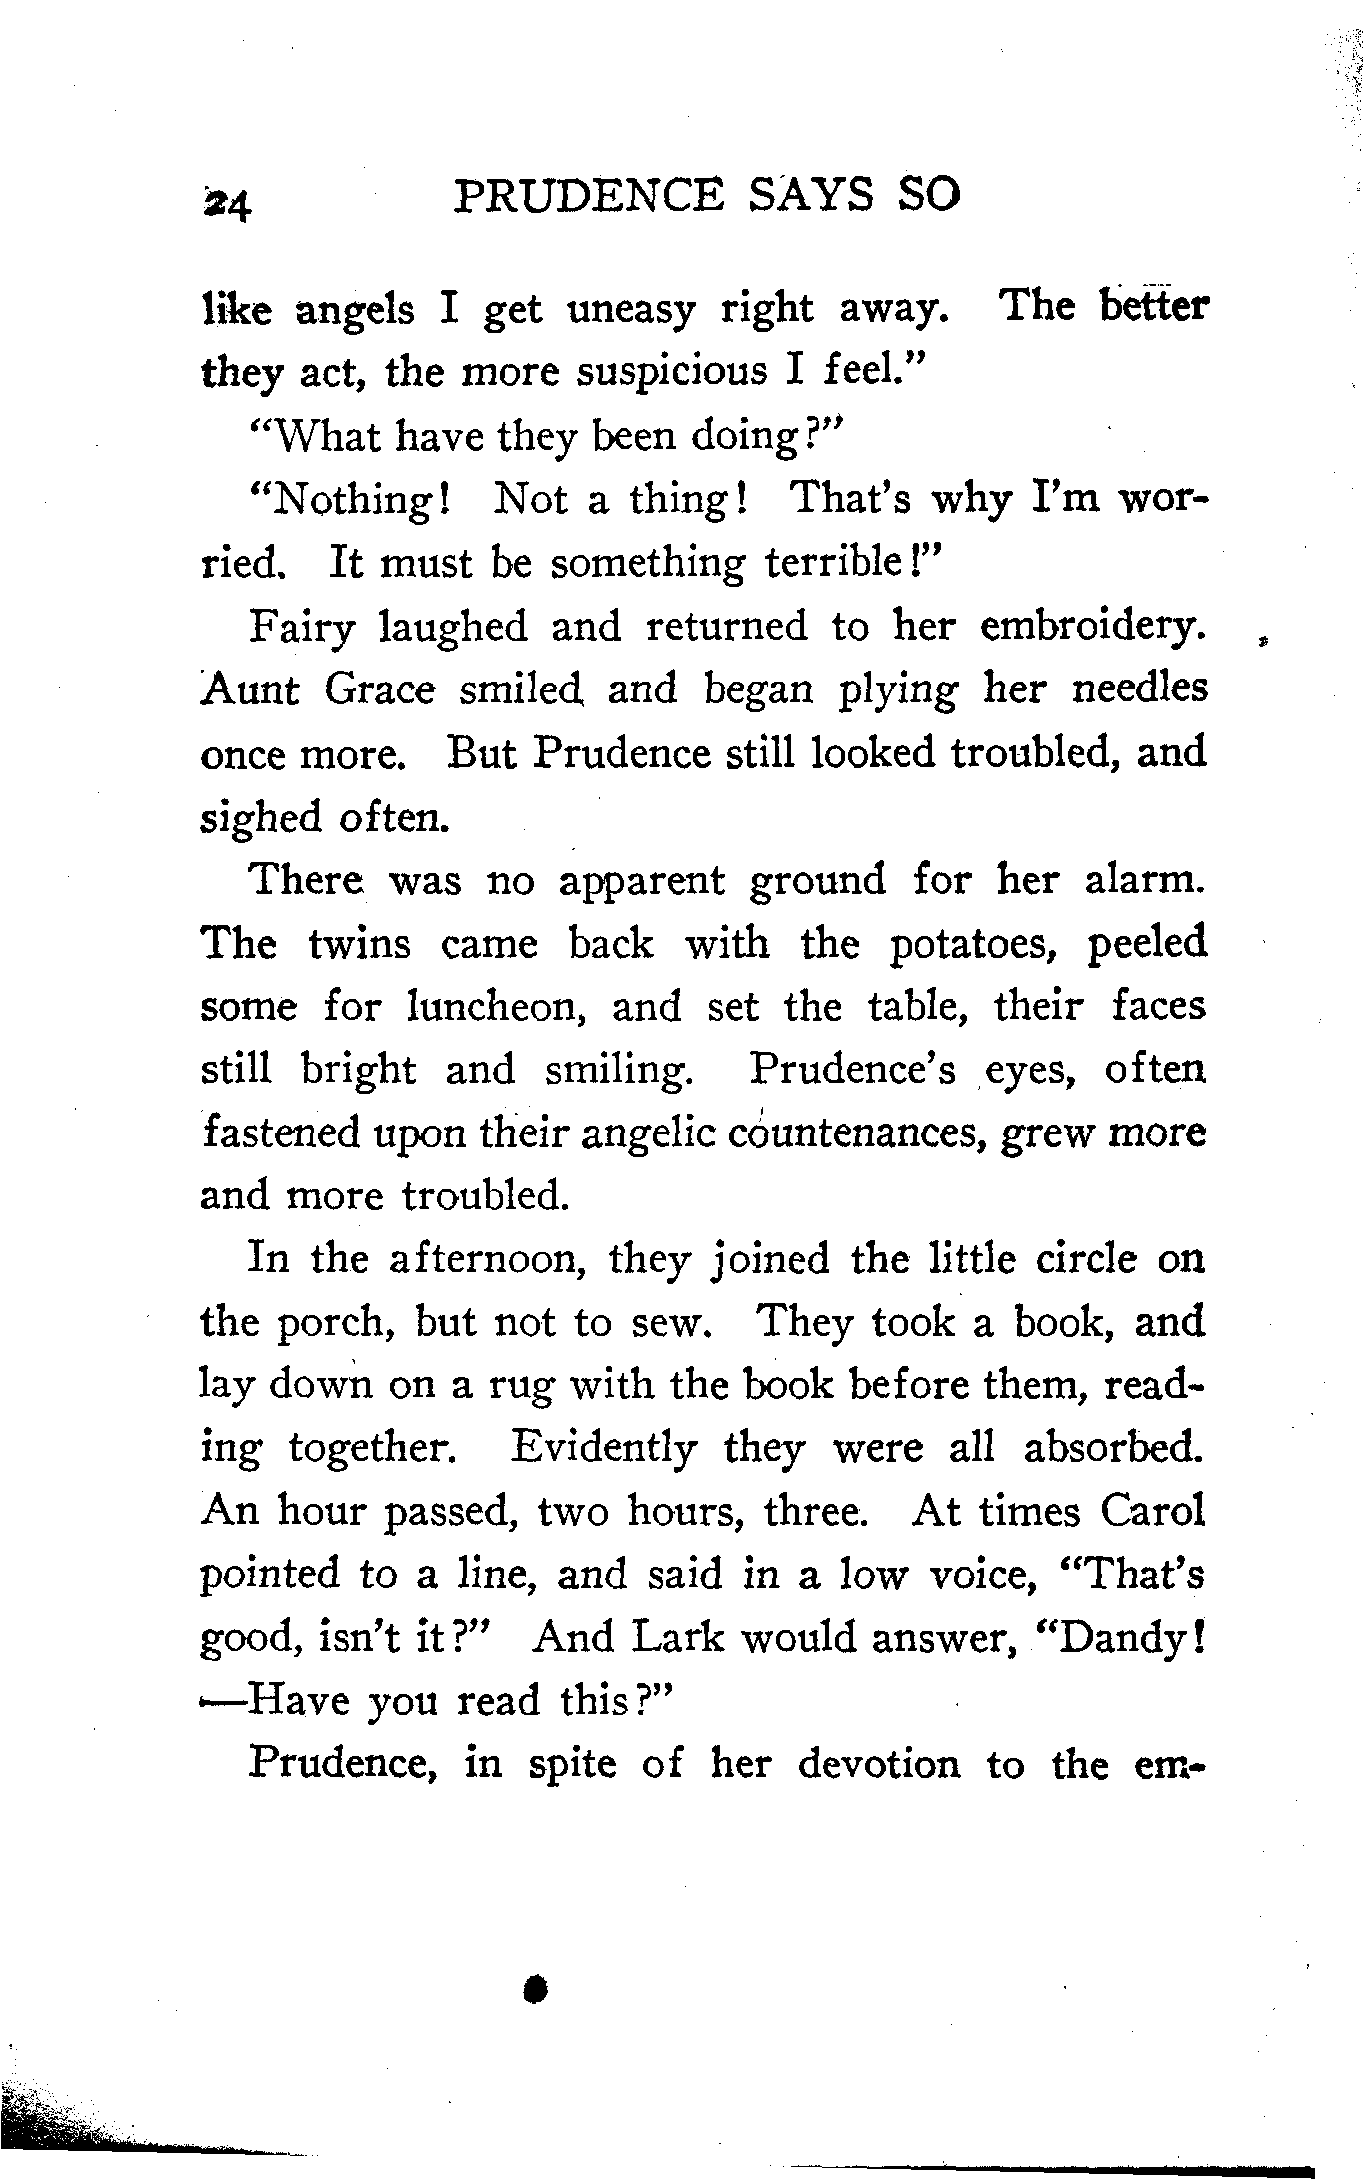 24 PRUDENCE SAYS SO
like angels I get uneasy right away. The better
they act, the more suspicious I feel."
"What have they been doing?"
"Nothing! Not a thing! That's why I'm wor-
ried. It must be something terrible!"
Fairy laughed and returned to her embroidery.
Aunt Grace smiled and began plying her needles
once more. But Prudence still looked troubled, and
sighed often.
There was no apparent ground for her alarm.
The twins came back with the potatoes, peeled
some for luncheon, and set the table, their faces
still bright and smiling. Prudence's eyes, often
fastened upon their angelic countenances, grew more
and more troubled.
In the afternoon, they joined the little circle on
the porch, but not to sew. They took a book, and
lay down on a rug with the book before them, read-
ing together. Evidently they were all absorbed.
An hour passed, two hours, three. At times Carol
pointed to a line, and said in a low voice, "That's
good, isn't it?" And Lark would answer, "Dandy!
—Have you read this?"
Prudence, in spite of her devotion to the em-